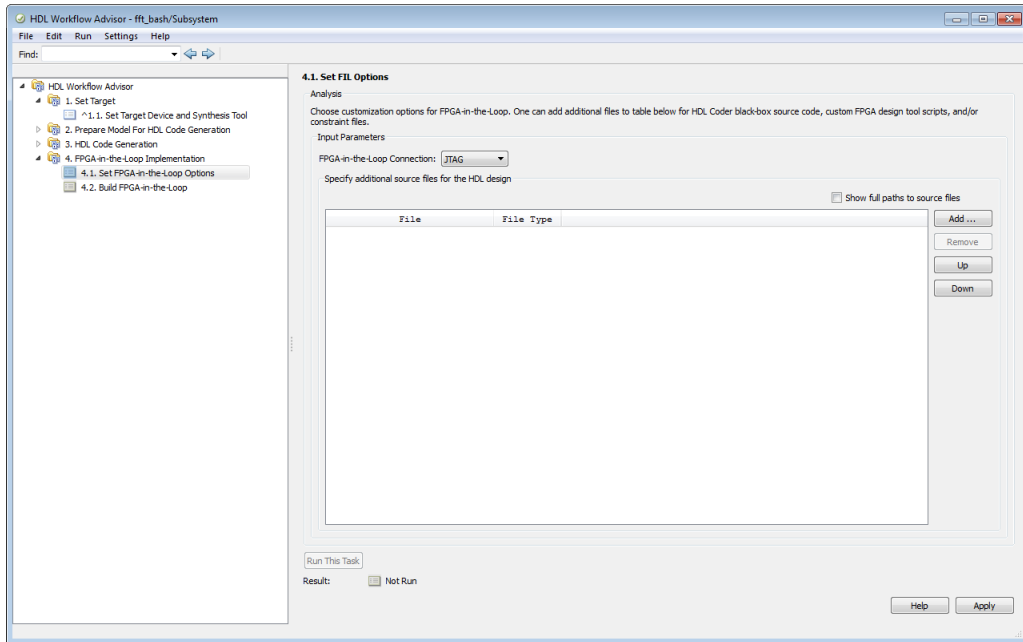 HDL Workflow Advisor - fft_bash/Subsystem
File Edit Run Settings Help
Find:
HDL Workflow Advisor
1. Set Target
^1.1. Set Target Device and Synthesis Tool
2. Prepare Model For HDL Code Generation
3. HDL Code Generation
4. FPGA-in-the-Loop Implementation
4.1. Set FPGA-in-the-Loop Options
4.2. Build FPGA-in-the-Loop
4.1. Set FIL Options
Analysis
Choose customization options for FPGA-in-the-Loop. One can add additional files to table below for HDL Coder black-box source code, custom FPGA design tool scripts, and/or
constraint files.
Input Parameters
FPGA-in-the-Loop Connection: JTAG
Specify additional source files for the HDL design
Show full paths to source files
File File Type
Add ...
Remove
Up
Down
Run This Task
Result: Not Run
Help Apply